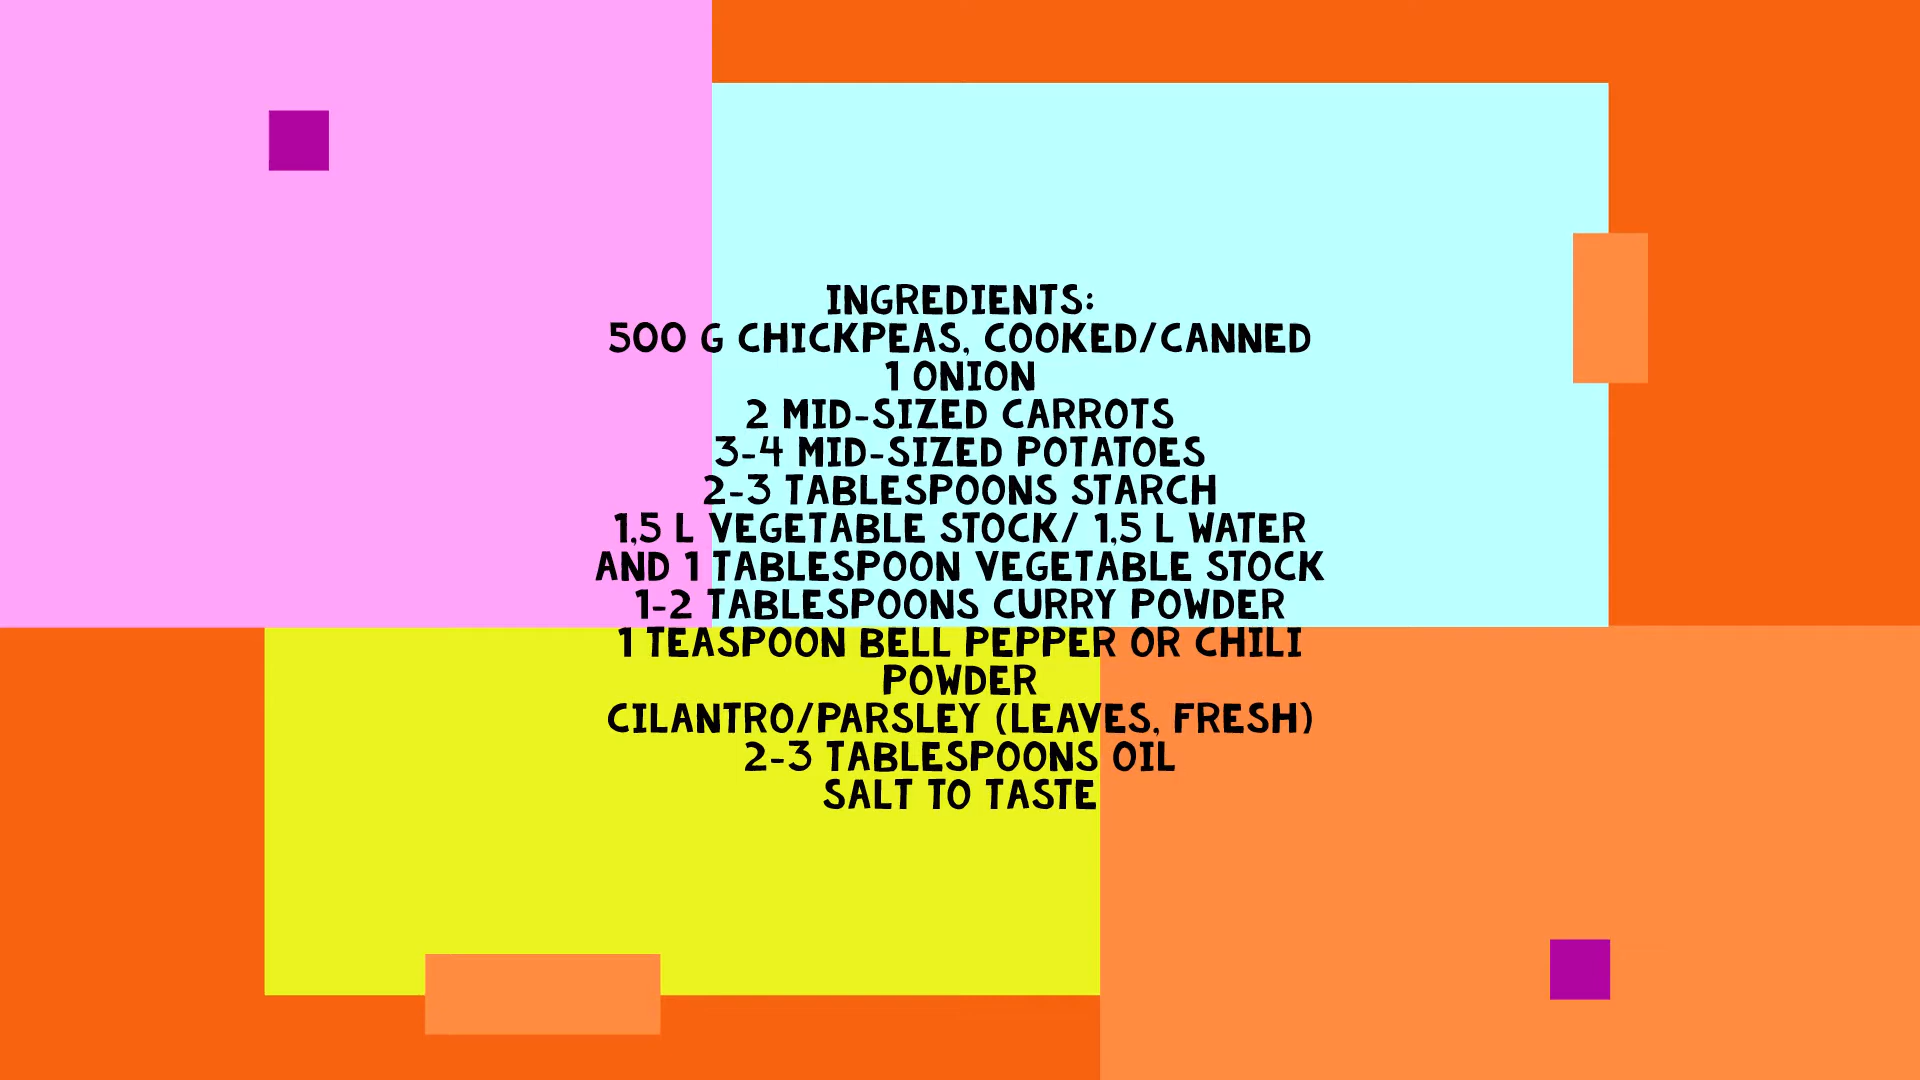 INGREDIENTS:
500 G CHICKPEAS, COOKED/CANNED
1 ONION
2 MID-SIZED CARROTS
3-4 MID-SIZED POTATOES
2-3 TABLESPOONS STARCH
1,5 L VEGETABLE STOCK/ 1,5 L WATER
AND 1 TABLESPOON VEGETABLE STOCK
1-2 TABLESPOONS CURRY POWDER
1 TEASPOON BELL PEPPER OR CHILI
POWDER
CILANTRO/PARSLEY (LEAVES, FRESH)
2-3 TABLESPOONS OIL
SALT TO TASTE